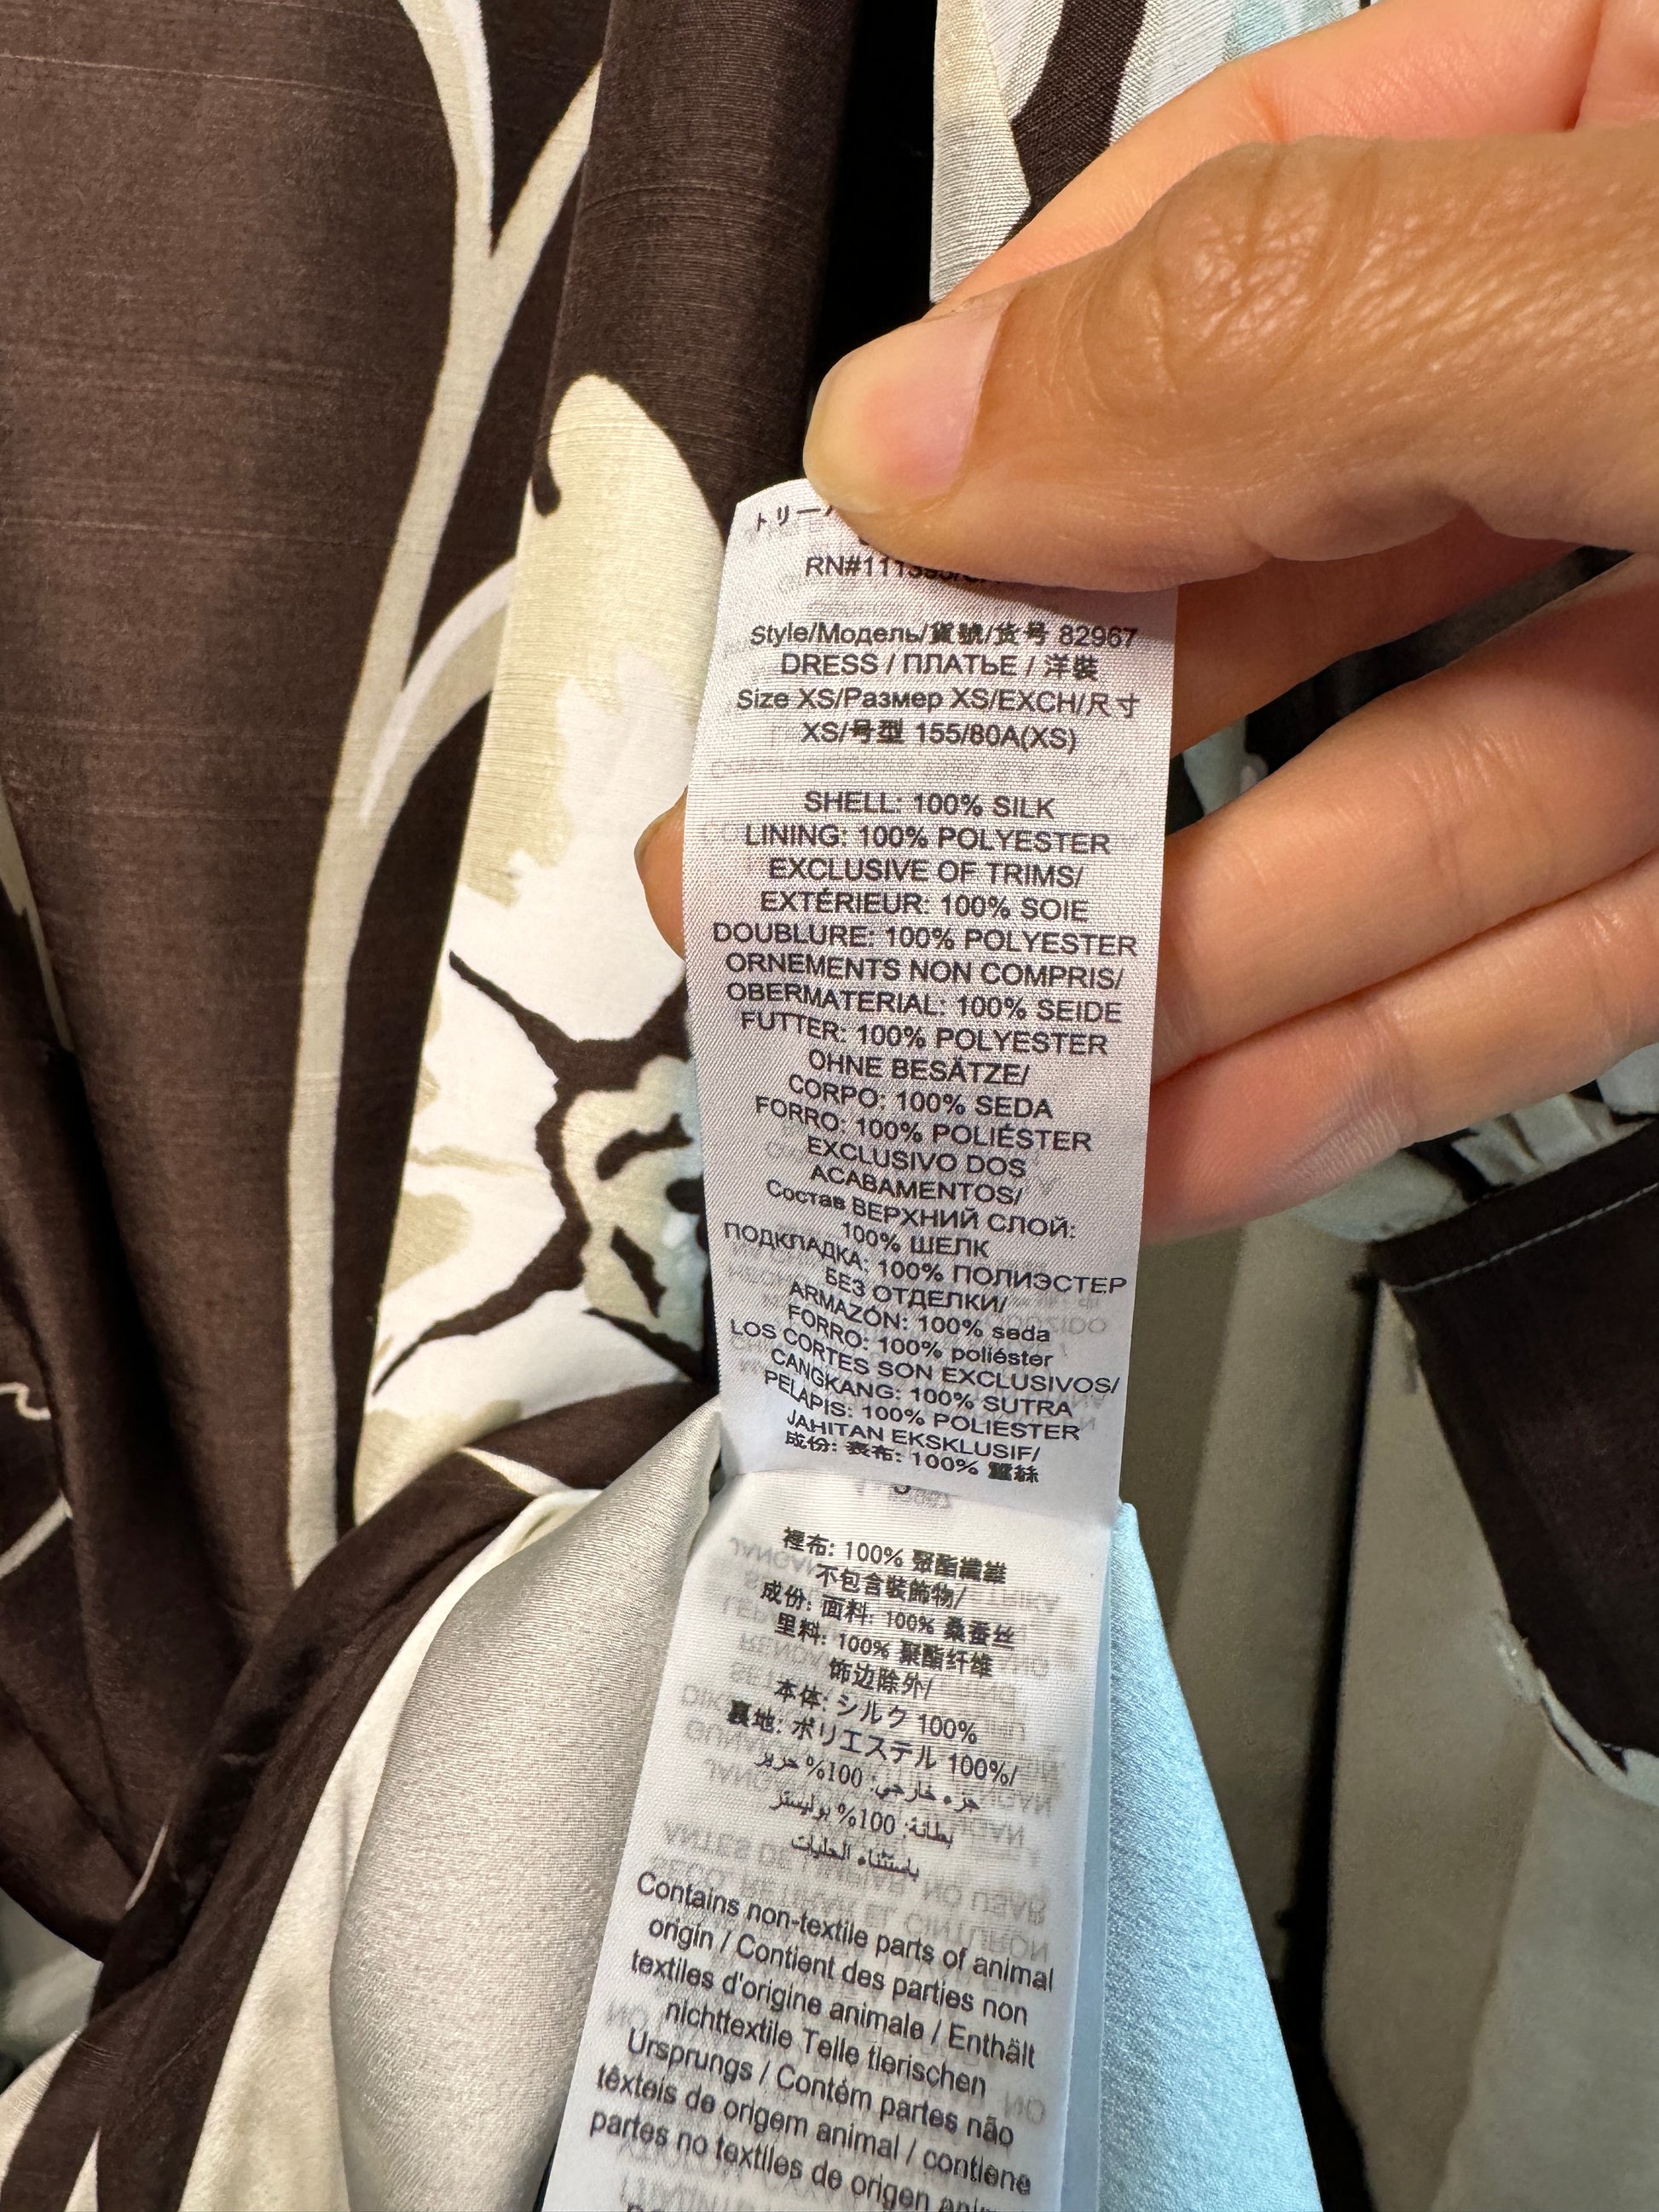 トリー
RN#111393/
Style/Модель/貨號/货号 82967
DRESS / ПЛАТЬЕ / 洋裝
Size XS/Размер XS/EXCH/尺寸
XS/号型 155/80A(XS)
SHELL: 100% SILK
LINING: 100% POLYESTER
EXCLUSIVE OF TRIMS/
EXTÉRIEUR: 100% SOIE
DOUBLURE: 100% POLYESTER
ORNEMENTS NON COMPRIS/
OBERMATERIAL: 100% SEIDE
FUTTER: 100% POLYESTER
OHNE BESÄTZE/
CORPO: 100% SEDA
FORRO: 100% POLIÉSTER
EXCLUSIVO DOS
ACABAMENTOS/
Состав ВЕРХНИЙ СЛОЙ:
100% ШЕЛК
ПОДКЛАДКА: 100% ПОЛИЭСТЕР
БЕЗ ОТДЕЛКИ/
ARMAZÓN: 100% seda
FORRO: 100% poliéster
LOS CORTES SON EXCLUSIVOS/
CANGKANG: 100% SUTRA
PELAPIS: 100% POLIESTER
JAHITAN EKSKLUSIF/
成份: 表布: 100% 蠶絲
裡布: 100% 聚酯纖維
不包含裝飾物/
成份: 面料: 100% 桑蚕丝
里料: 100% 聚酯纤维
饰边除外/
本体: シルク 100%
裏地: ポリエステル 100%/
جزء خارجي: 100% حرير
بطانة: 100% بوليستر
باستثناء الحليات
Contains non-textile parts of animal
origin / Contient des parties non
textiles d'origine animale / Enthält
nichttextile Teile tierischen
Ursprungs / Contém partes não
têxteis de origem animal / contiene
partes no textiles de origen